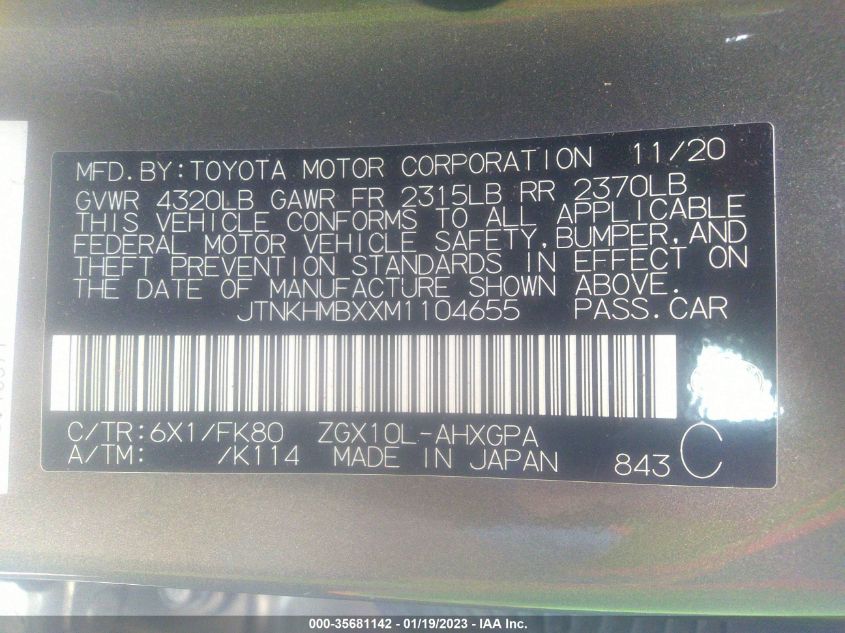 MFD.BY:TOYOTA MOTOR CORPORATION 11/20
GVWR 4320LB GAWR FR 2315LB RR 2370LB
THIS VEHICLE CONFORMS TO ALL APPLICABLE
FEDERAL MOTOR VEHICLE SAFETY,BUMPER,AND
THEFT PREVENTION STANDARDS IN EFFECT ON
THE DATE OF MANUFACTURE SHOWN ABOVE.
JTNKHMBXXM1104655 PASS.CAR
C/TR:6X1/FK80 ZGX10L-AHXGPA
A/TM: /K114 MADE IN JAPAN 843 C
000-35681142 - 01/19/2023 - IAA Inc.